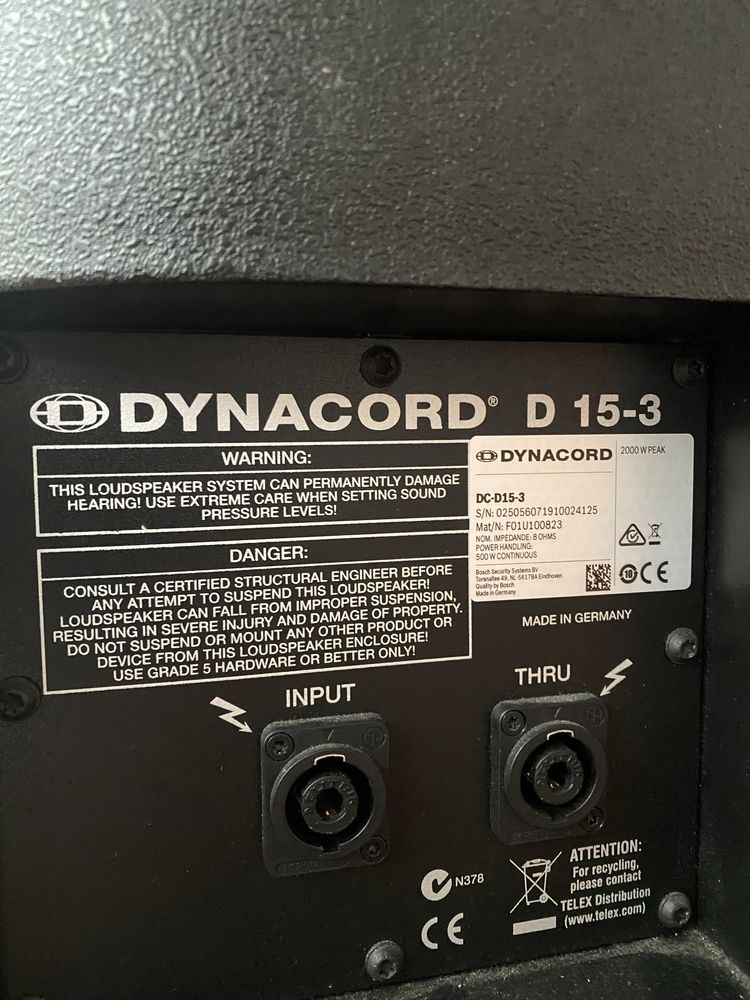 DYNACORD® D 15-3
WARNING:
THIS LOUDSPEAKER SYSTEM CAN PERMANENTLY DAMAGE
HEARING! USE EXTREME CARE WHEN SETTING SOUND
PRESSURE LEVELS!
DANGER:
CONSULT A CERTIFIED STRUCTURAL ENGINEER BEFORE
ANY ATTEMPT TO SUSPEND THIS LOUDSPEAKER!
LOUDSPEAKER CAN FALL FROM IMPROPER SUSPENSION,
RESULTING IN SEVERE INJURY AND DAMAGE OF PROPERTY.
DO NOT SUSPEND OR MOUNT ANY OTHER PRODUCT OR
DEVICE FROM THIS LOUDSPEAKER ENCLOSURE!
USE GRADE 5 HARDWARE OR BETTER ONLY!
DYNACORD
2000 W PEAK
DC-D15-3
S/N: 025056071910024125
Mat/N: F01U100823
NOM. IMPEDANDE: 8 OHMS
POWER HANDLING:
500 W CONTINUOUS
Bosch Security Systems BV
Torenallee 49, NL-5617BA Eindhoven
Quality by Bosch
Made in Germany
10 CE
MADE IN GERMANY
INPUT
THRU
N378
CE
ATTENTION:
For recycling,
please contact
TELEX Distribution
(www.telex.com)